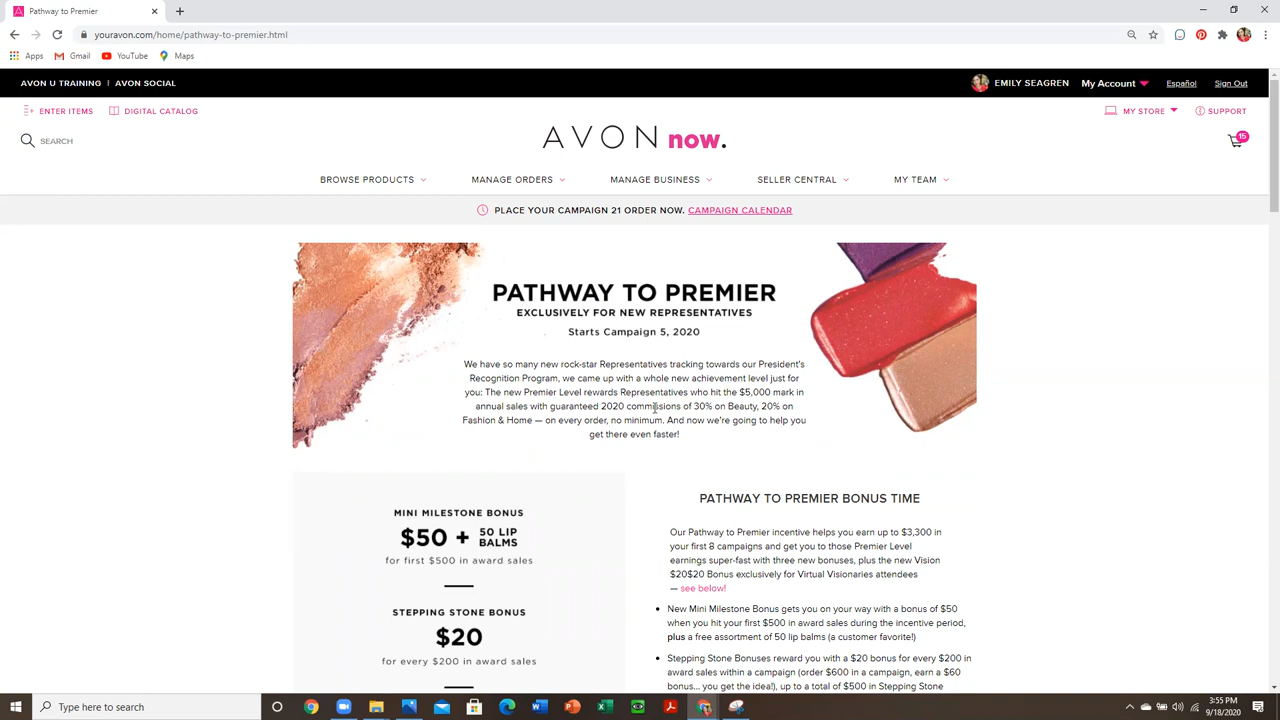 Pathway to Premier
youravon.com/home/pathway-to-premier.html
Apps Gmail YouTube Maps
AVON U TRAINING | AVON SOCIAL
EMILY SEAGREN My Account Español Sign Out
ENTER ITEMS DIGITAL CATALOG
MY STORE SUPPORT
SEARCH
AVON now.
15
BROWSE PRODUCTS MANAGE ORDERS MANAGE BUSINESS SELLER CENTRAL MY TEAM
PLACE YOUR CAMPAIGN 21 ORDER NOW. CAMPAIGN CALENDAR
PATHWAY TO PREMIER
EXCLUSIVELY FOR NEW REPRESENTATIVES
Starts Campaign 5, 2020
We have so many new rock-star Representatives tracking towards our President's
Recognition Program, we came up with a whole new achievement level just for
you: The new Premier Level rewards Representatives who hit the $5,000 mark in
annual sales with guaranteed 2020 commissions of 30% on Beauty, 20% on
Fashion & Home — on every order, no minimum. And now we're going to help you
get there even faster!
MINI MILESTONE BONUS
$50 + 50 LIP
BALMS
for first $500 in award sales
STEPPING STONE BONUS
$20
for every $200 in award sales
PATHWAY TO PREMIER BONUS TIME
Our Pathway to Premier incentive helps you earn up to $3,300 in
your first 8 campaigns and get you to those Premier Level
earnings super-fast with three new bonuses, plus the new Vision
$20$20 Bonus exclusively for Virtual Visionaries attendees
— see below!
• New Mini Milestone Bonus gets you on your way with a bonus of $50
when you hit your first $500 in award sales during the incentive period,
plus a free assortment of 50 lip balms (a customer favorite!)
• Stepping Stone Bonuses reward you with a $20 bonus for every $200 in
award sales within a campaign (order $600 in a campaign, earn a $60
bonus... you get the idea!), up to a total of $500 in Stepping Stone
Type here to search
3:55 PM
9/18/2020